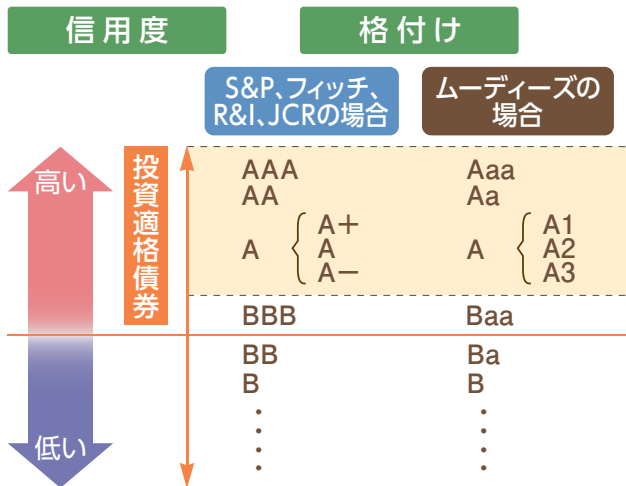 信用度
格付け
S&P、フィッチ、
R&I、JCRの場合
ムーディーズの
場合
高い
投資適格債券
AAA
Aaa
AA
Aa
A
A+
A
A−
A
A1
A2
A3
BBB
Baa
BB
Ba
B
B
低い